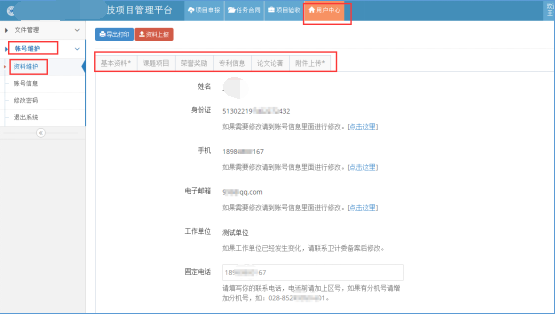 技项目管理平台
项目申报 任务合同 项目验收 用户中心
文件管理
帐号维护
资料维护
帐号信息
修改密码
退出系统
导出打印 资料上报
基本资料* 课题项目 荣誉奖励 专利信息 论文论著 附件上传*
姓名
身份证 51302219 432
如果需要修改请到账号信息里面进行修改。[点击这里]
手机 1898 167
如果需要修改请到账号信息里面进行修改。[点击这里]
电子邮箱 qq.com
如果需要修改请到账号信息里面进行修改。[点击这里]
工作单位 测试单位
如果工作单位已经发生变化，请联系卫计委备案后修改。
固定电话 189 67
请填写你的联系电话，电话前请加上区号，如果有分机号请增
加分机号，如：028-852